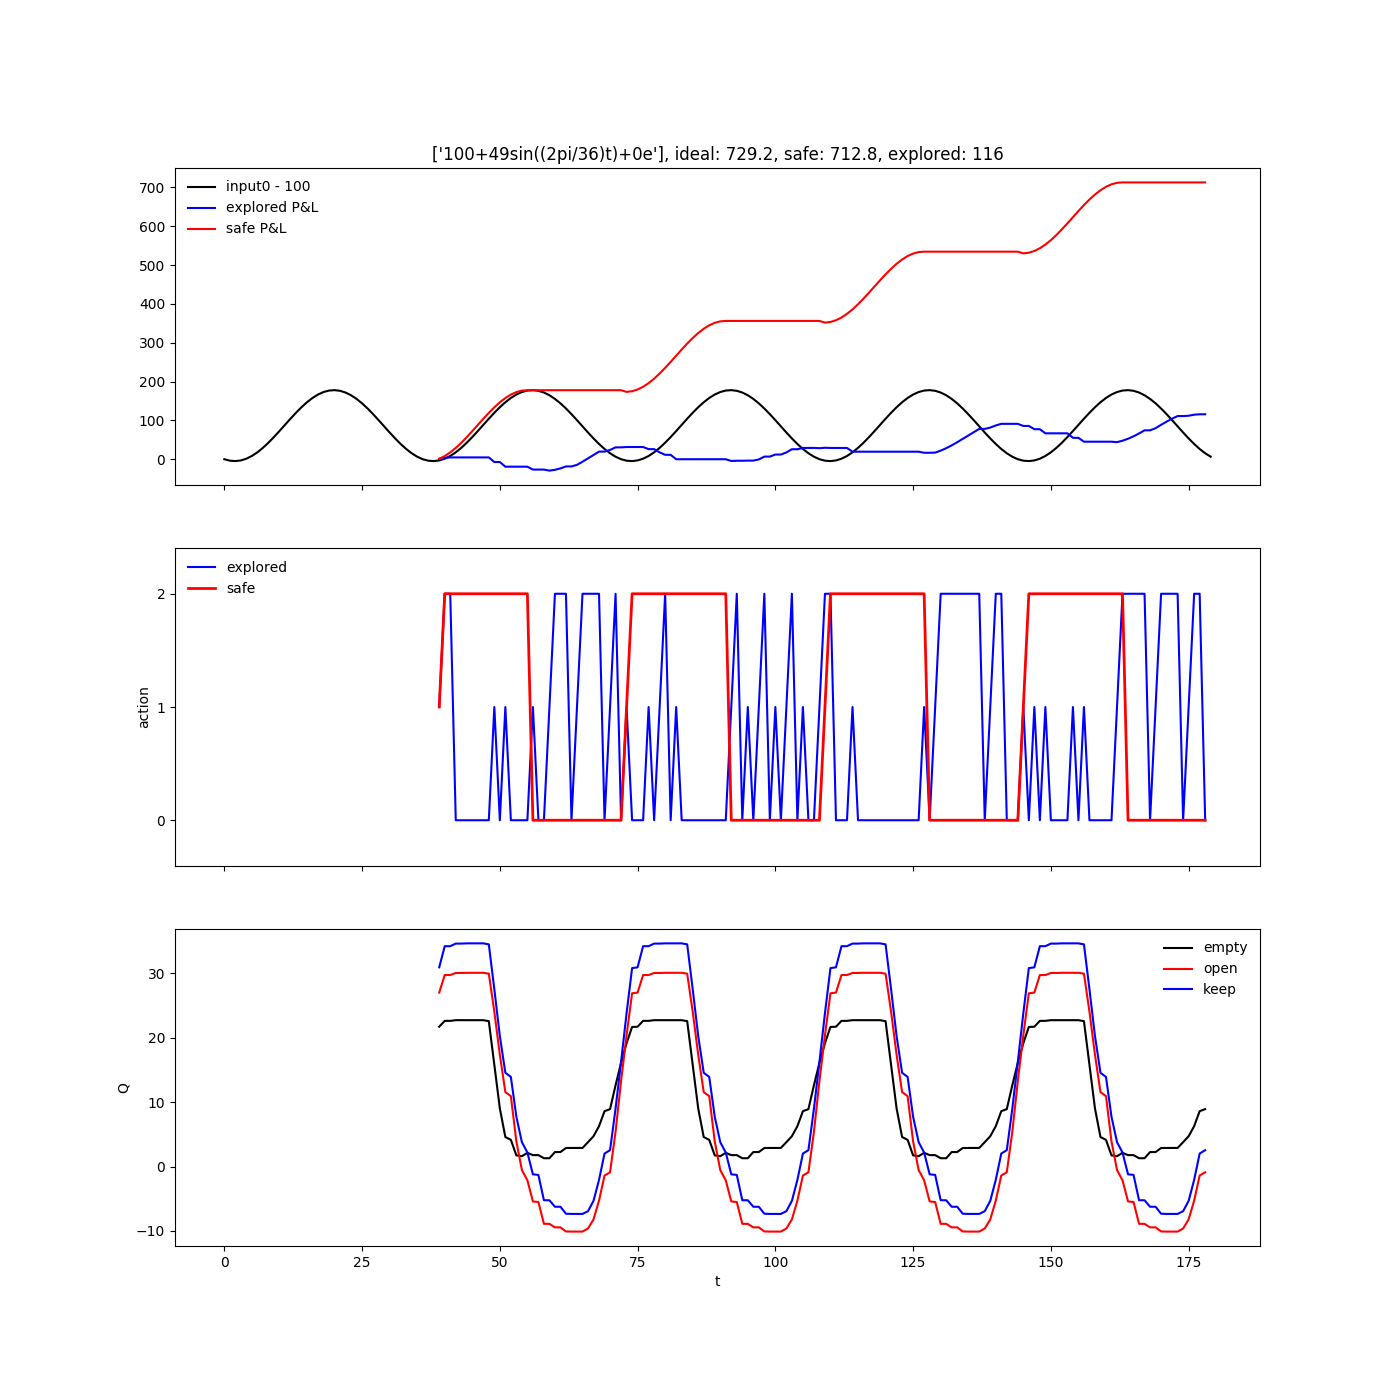 ['100+49sin((2pi/36)t)+0e'], ideal: 729.2, safe: 712.8, explored: 116
700
600
500
400
300
200
100
0
input0 - 100
explored P&L
safe P&L
action
2
1
0
explored
safe
Q
30
20
10
0
−10
empty
open
keep
0
25
50
75
100
125
150
175
t